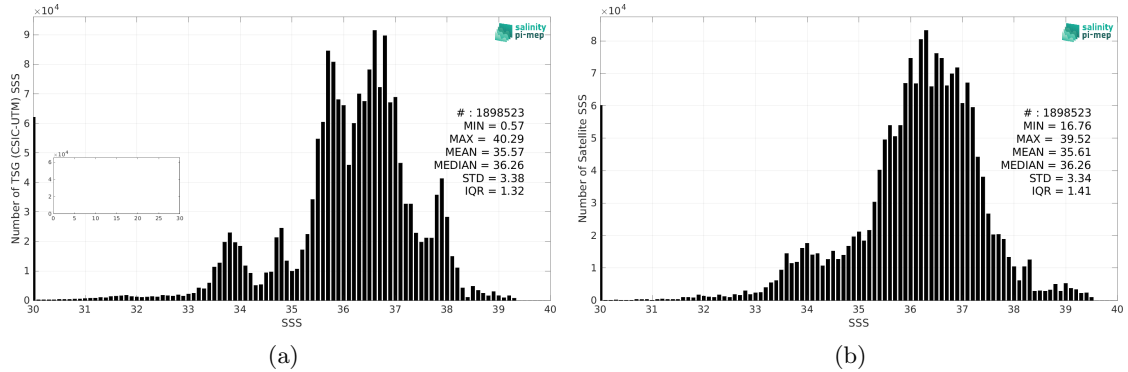 ×10⁴
9
8
7
6
5
4
3
2
1
0
Number of TSG (CSIC-UTM) SSS
salinity
pi-mep
# : 1898523
MIN = 0.57
MAX = 40.29
MEAN = 35.57
MEDIAN = 36.26
STD = 3.38
IQR = 1.32
×10⁴
6
4
2
0
0 5 10 15 20 25 30
30 31 32 33 34 35 36 37 38 39 40
SSS
(a)
×10⁴
8
7
6
5
4
3
2
1
0
Number of Satellite SSS
salinity
pi-mep
# : 1898523
MIN = 16.76
MAX = 39.52
MEAN = 35.61
MEDIAN = 36.26
STD = 3.34
IQR = 1.41
30 31 32 33 34 35 36 37 38 39 40
SSS
(b)